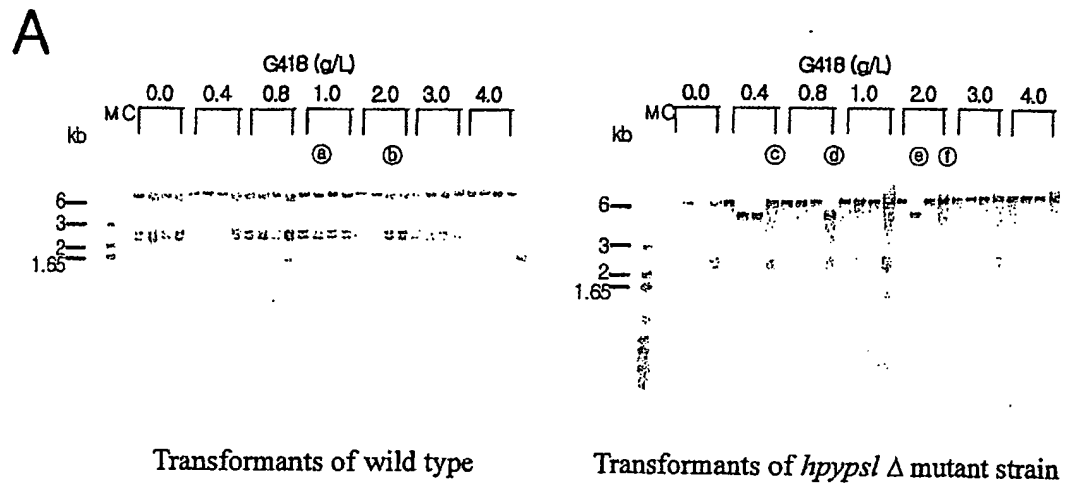 A
G418 (g/L)
0.0 0.4 0.8 1.0 2.0 3.0 4.0
M C
kb
ⓐ ⓑ
6
3
2
1.65
Transformants of wild type
G418 (g/L)
0.0 0.4 0.8 1.0 2.0 3.0 4.0
M C
kb
ⓒ ⓓ ⓔ ⓕ
6
3
2
1.65
Transformants of hpypsl Δ mutant strain